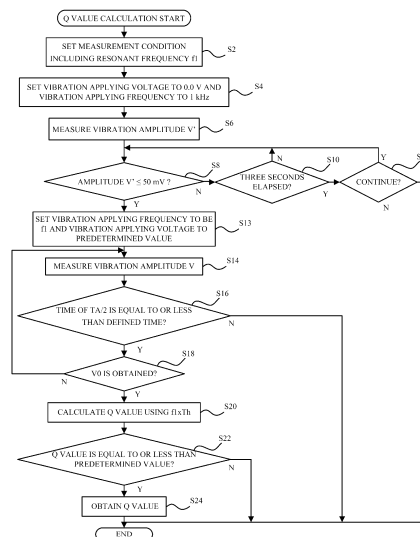 Q VALUE CALCULATION START
SET MEASUREMENT CONDITION
INCLUDING RESONANT FREQUENCY f1
S2
SET VIBRATION APPLYING VOLTAGE TO 0.0 V AND
VIBRATION APPLYING FREQUENCY TO 1 kHz
S4
MEASURE VIBRATION AMPLITUDE V'
S6
AMPLITUDE V' ≤ 50 mV ?
S8
N
Y
THREE SECONDS
ELAPSED?
S10
N
Y
CONTINUE?
Y
N
SET VIBRATION APPLYING FREQUENCY TO BE
f1 AND VIBRATION APPLYING VOLTAGE TO
PREDETERMINED VALUE
S13
MEASURE VIBRATION AMPLITUDE V
S14
TIME OF TA/2 IS EQUAL TO OR LESS
THAN DEFINED TIME?
S16
N
Y
V0 IS OBTAINED?
S18
N
Y
CALCULATE Q VALUE USING f1xTh
S20
Q VALUE IS EQUAL TO OR LESS THAN
PREDETERMINED VALUE?
S22
N
Y
OBTAIN Q VALUE
S24
END